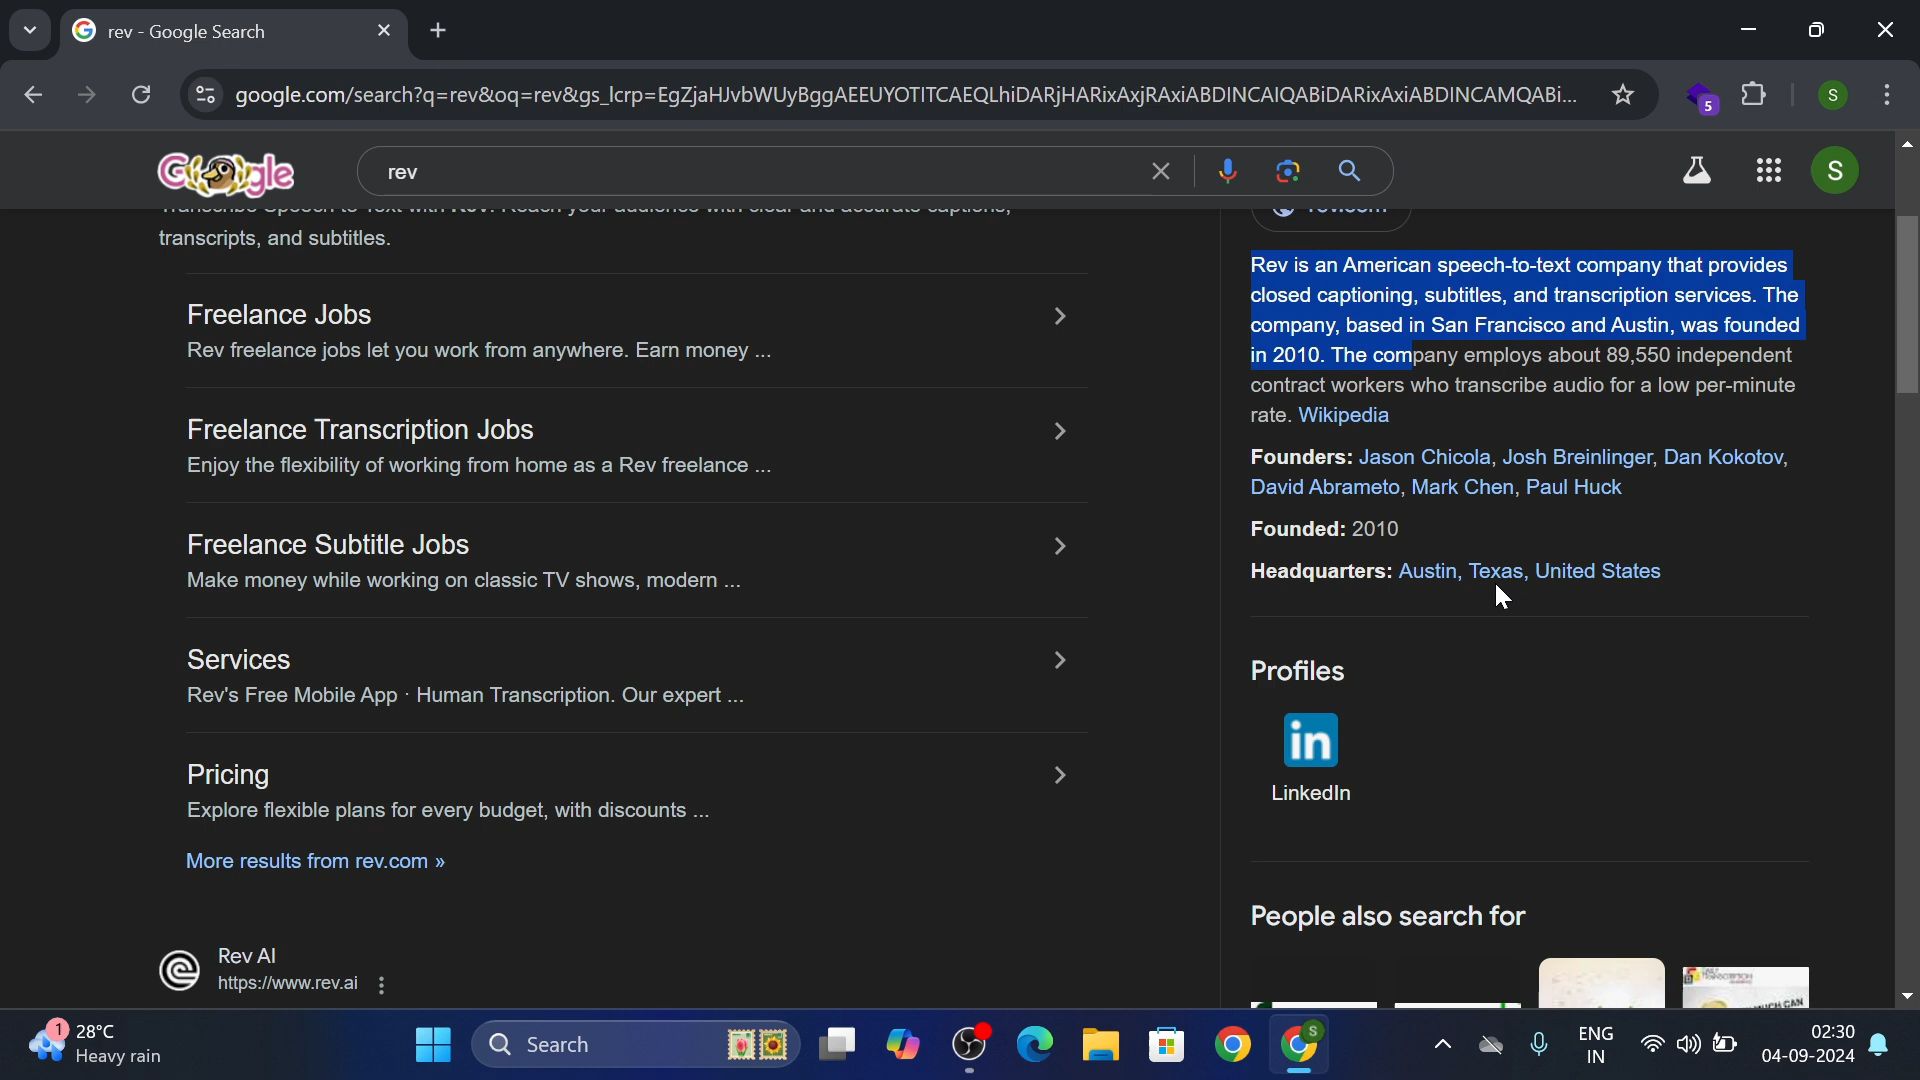 rev - Google Search
google.com/search?q=rev&oq=rev&gs_lcrp=EgZjaHJvbWUyBggAEEUYOTITCAEQLhiDARjHARixAxjRAxiABDINCAIQABiDARixAxiABDINCAMQABi...
5
S
Google
rev
S
Transcribe Speech to Text with Rev. Reach your audience with clear and accurate captions,
transcripts, and subtitles.
Freelance Jobs
Rev freelance jobs let you work from anywhere. Earn money ...
Freelance Transcription Jobs
Enjoy the flexibility of working from home as a Rev freelance ...
Freelance Subtitle Jobs
Make money while working on classic TV shows, modern ...
Services
Rev's Free Mobile App · Human Transcription. Our expert ...
Pricing
Explore flexible plans for every budget, with discounts ...
More results from rev.com »
Rev AI
https://www.rev.ai
rev.com
Rev is an American speech-to-text company that provides
closed captioning, subtitles, and transcription services. The
company, based in San Francisco and Austin, was founded
in 2010. The company employs about 89,550 independent
contract workers who transcribe audio for a low per-minute
rate. Wikipedia
Founders: Jason Chicola, Josh Breinlinger, Dan Kokotov,
David Abrameto, Mark Chen, Paul Huck
Founded: 2010
Headquarters: Austin, Texas, United States
Profiles
in
LinkedIn
People also search for
1
28°C
Heavy rain
Search
S
ENG
IN
02:30
04-09-2024